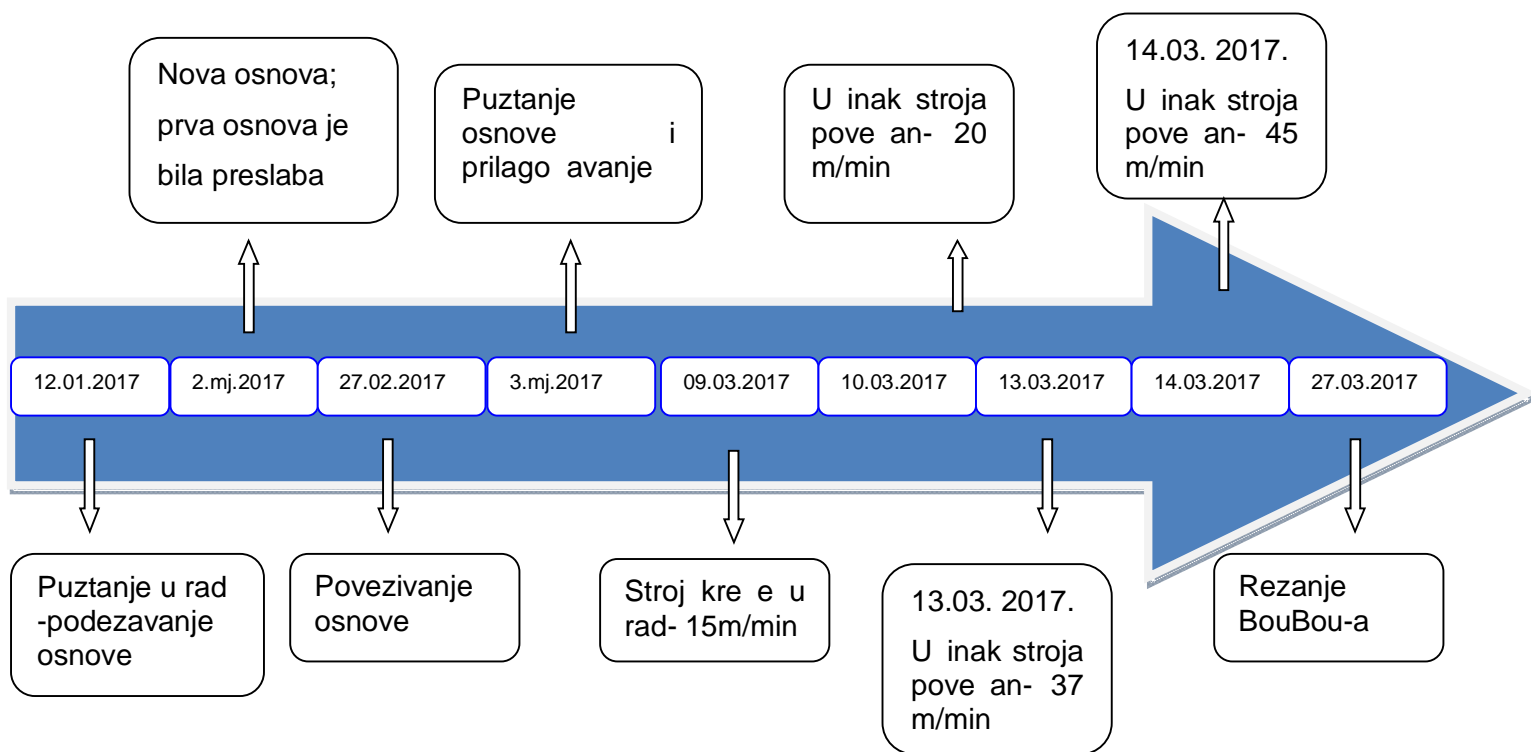 Nova osnova;
prva osnova je
bila preslaba
Puztanje
osnove i
prilago avanje
U inak stroja
pove an- 20
m/min
14.03. 2017.
U inak stroja
pove an- 45
m/min
12.01.2017
2.mj.2017
27.02.2017
3.mj.2017
09.03.2017
10.03.2017
13.03.2017
14.03.2017
27.03.2017
Puztanje u rad
-podezavanje
osnove
Povezivanje
osnove
Stroj kre e u
rad- 15m/min
13.03. 2017.
U inak stroja
pove an- 37
m/min
Rezanje
BouBou-a